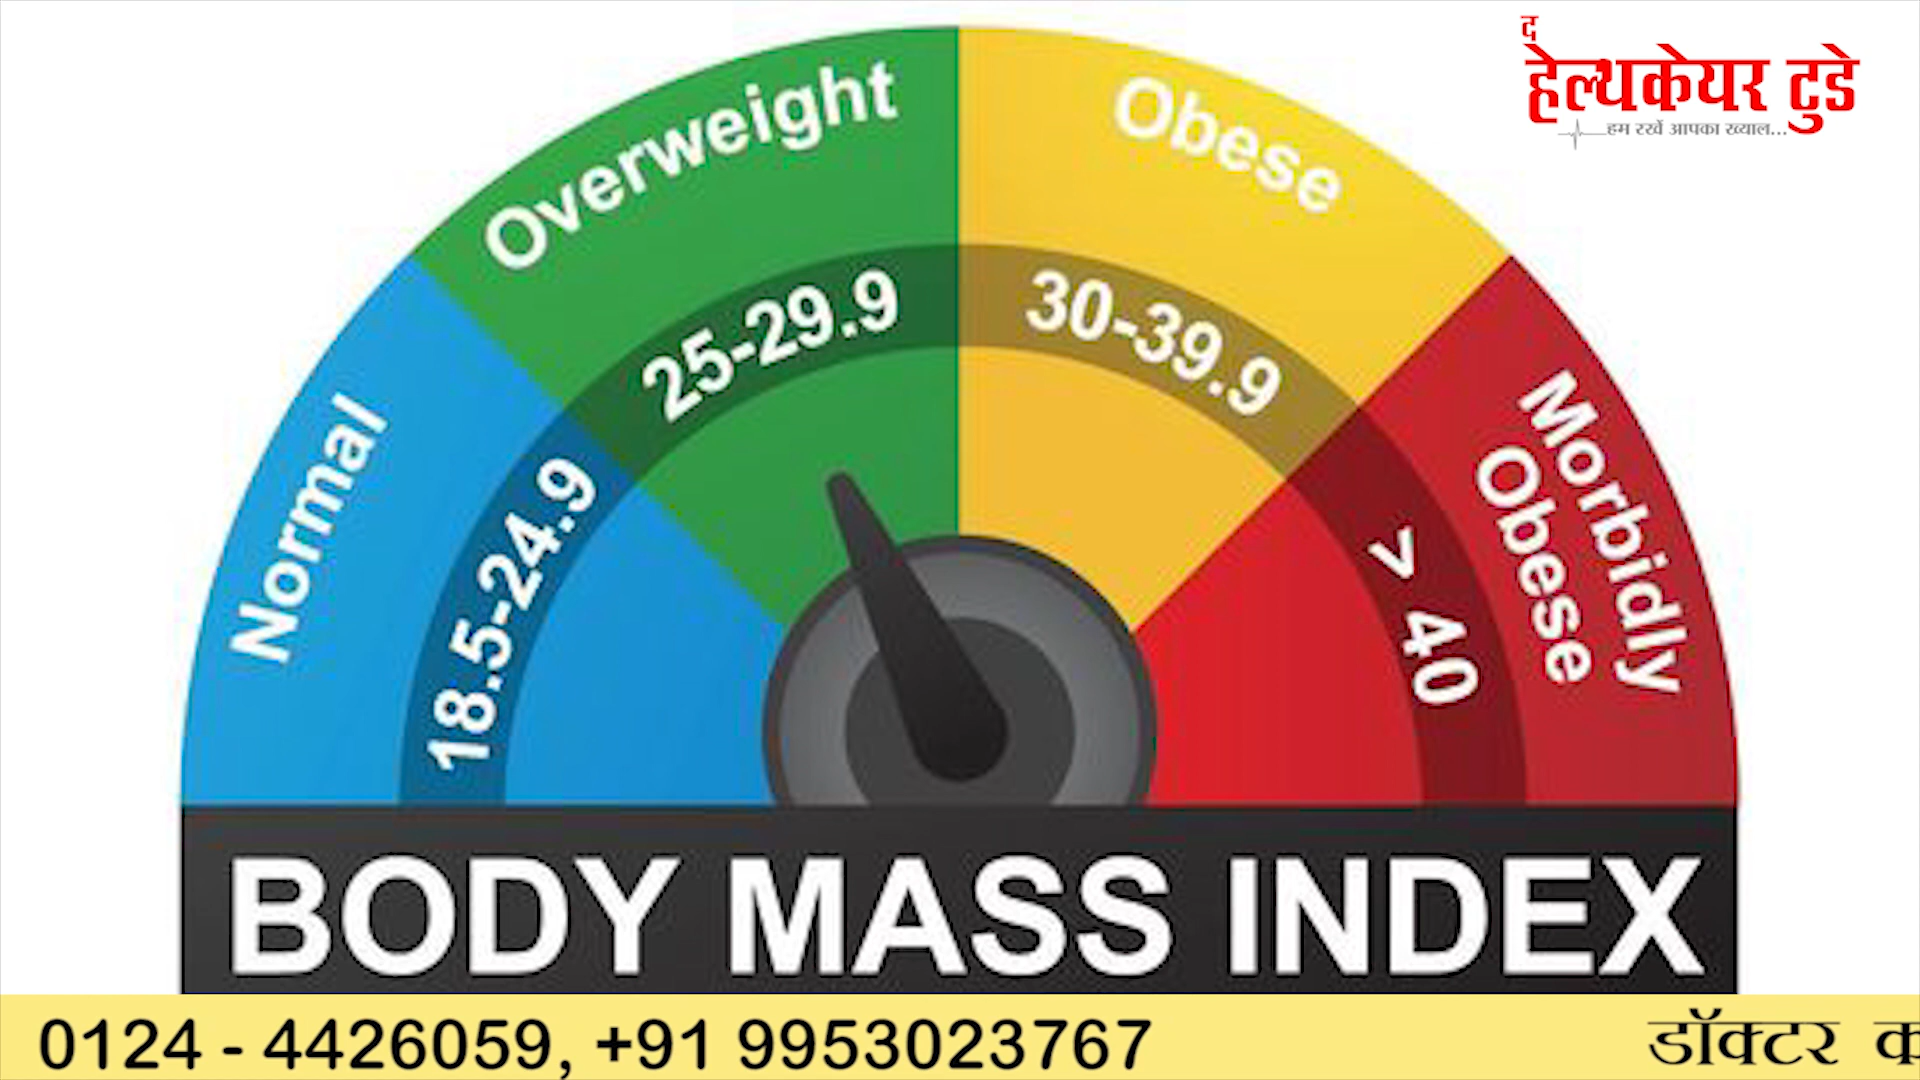 द
हेल्थकेयर टुडे
हम रखें आपका ख्याल...
Overweight
Obese
Normal
Morbidly
Obese
25-29.9
30-39.9
18.5-24.9
> 40
BODY MASS INDEX
0124 - 4426059, +91 9953023767
डॉक्टर